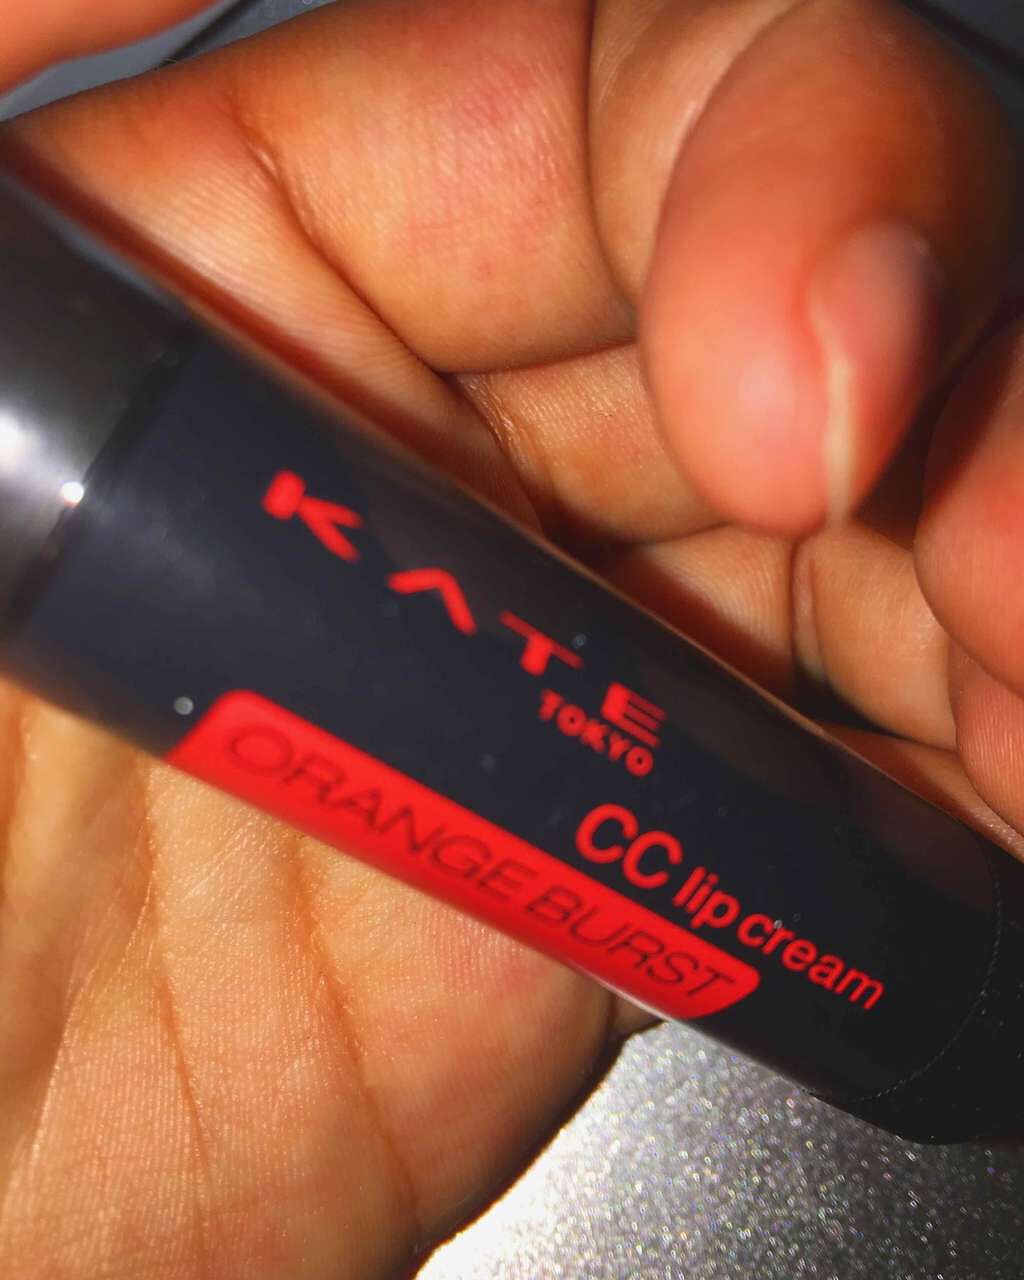 KATE
TOKYO
CC lip cream
ORANGE BURST